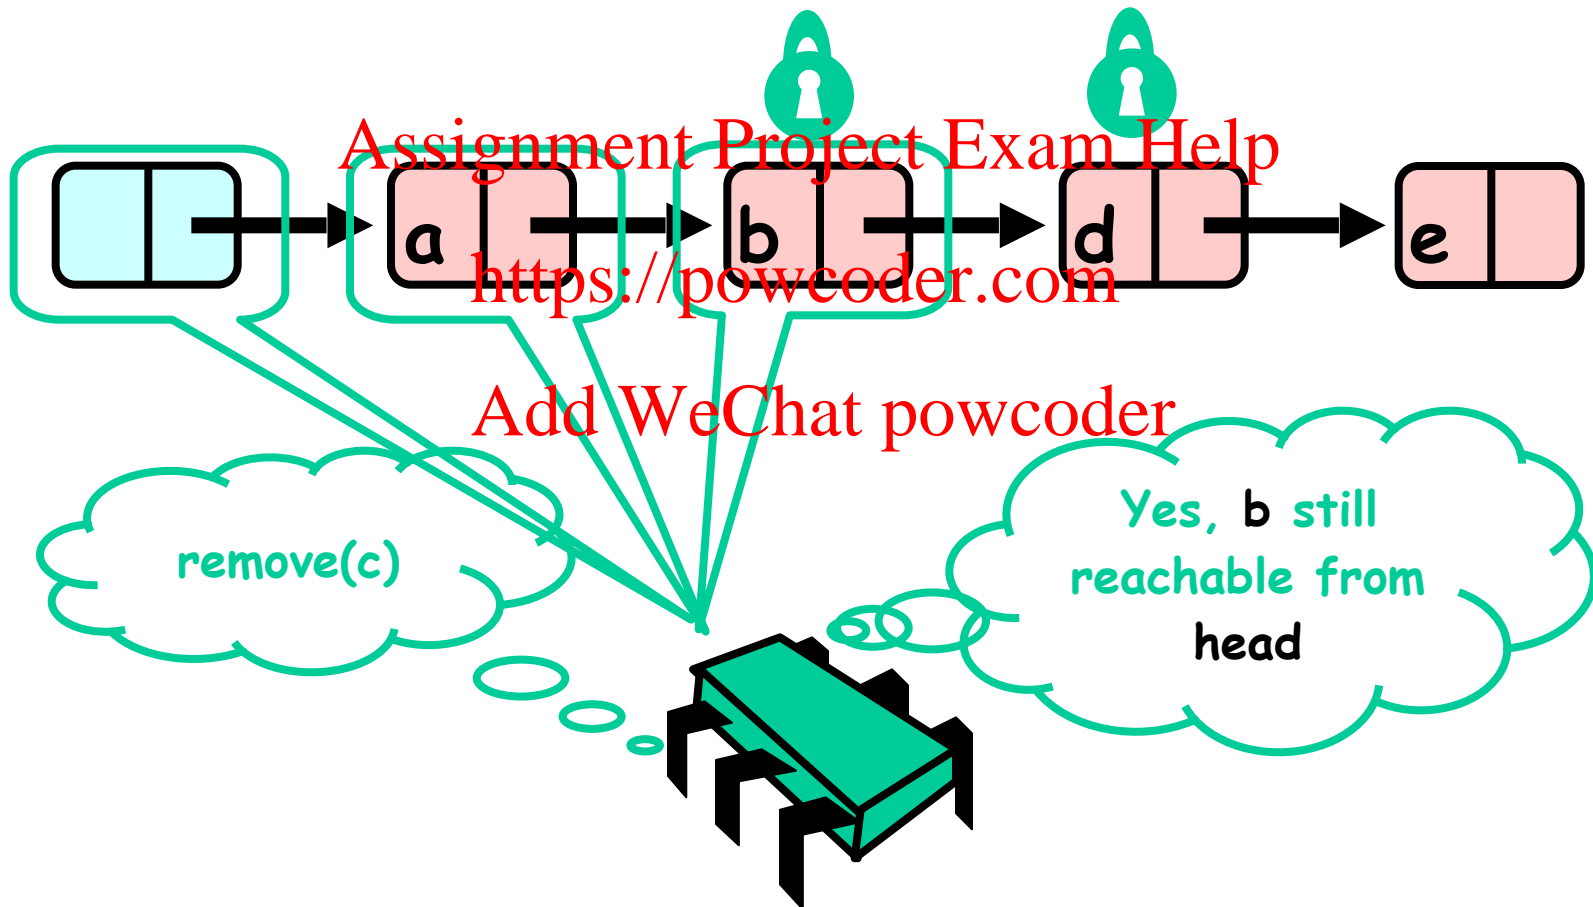 Assignment Project Exam Help
a
b
d
e
https://powcoder.com
Add WeChat powcoder
remove(c)
Yes, b still
reachable from
head